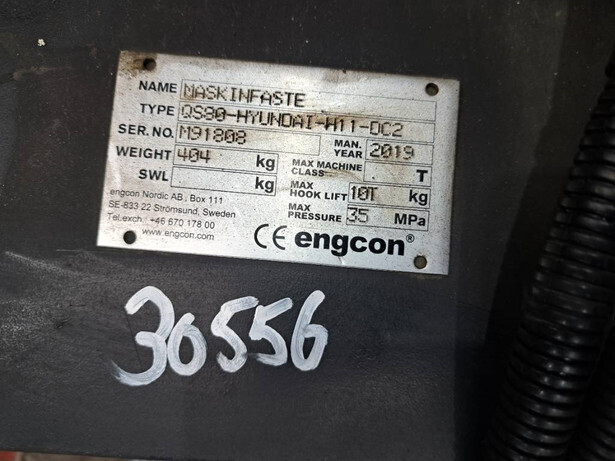 NAME MASKINFÄSTE
TYPE QS80-HYUNDAI-H11-DC2
SER.NO. M91808 MAN. YEAR 2019
WEIGHT 404 kg MAX MACHINE CLASS T
SWL kg MAX HOOK LIFT 10T kg
MAX PRESSURE 35 MPa
engcon Nordic AB, Box 111
SE-833 22 Strömsund, Sweden
Tel.exch.: +46 670 178 00
www.engcon.com
CE engcon®
30556